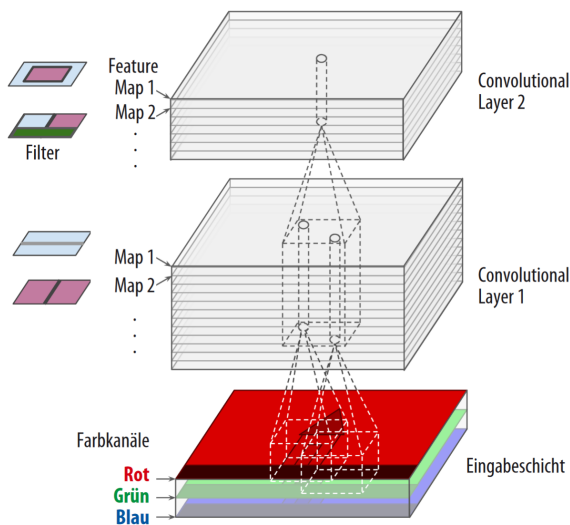 Feature
Map 1
Map 2
.
.
.
Filter
Convolutional
Layer 2
Map 1
Map 2
.
.
.
Convolutional
Layer 1
Farbkanäle
Rot
Grün
Blau
Eingabeschicht